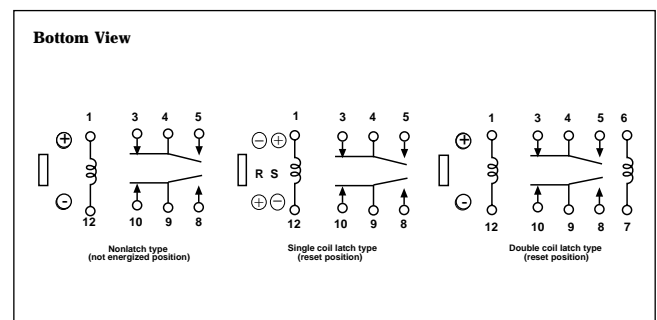 Bottom View
1 3 4 5 1 3 4 5 1 3 4 5 6
+ − + +
R S
− + − −
12 10 9 8 12 10 9 8 12 10 9 8 7
Nonlatch type Single coil latch type Double coil latch type
(not energized position) (reset position) (reset position)